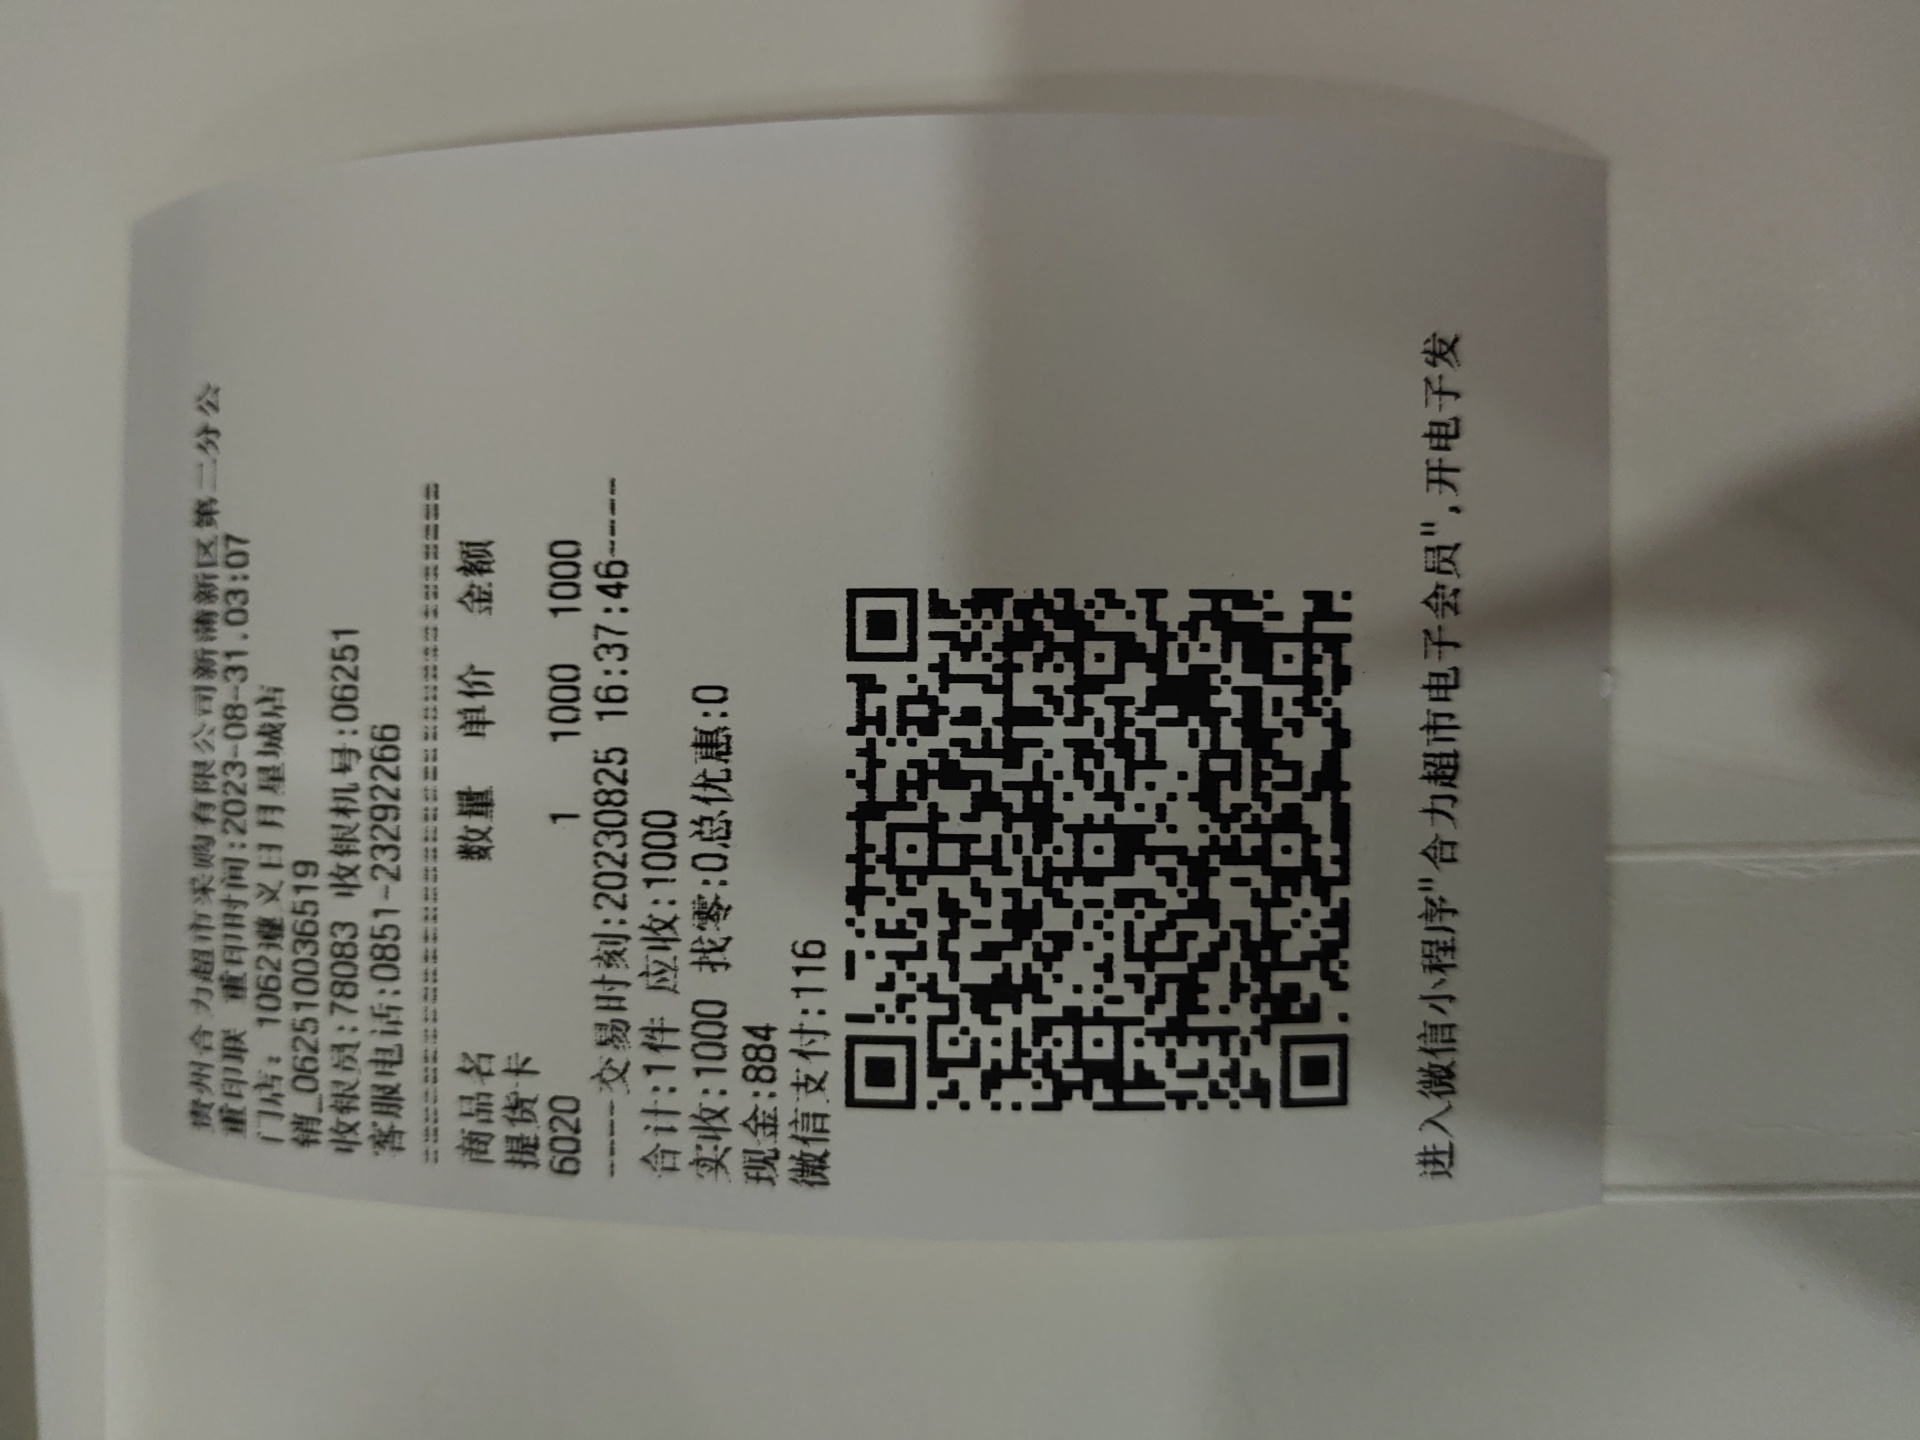 贵州合力超市采购有限公司新蒲新区第二分公
重印联 重印时间:2023-08-31.03:07
门店: 1062遵义日月星城店
销_062510036519
收银员:78083 收银机号:06251
客服电话:0851-23292266
商品名 数量 单价 金额
提货卡
6020 1 1000 1000
----交易时刻:20230825 16:37:46----
合计:1件 应收:1000
实收:1000 找零:0总优惠:0
现金:884
微信支付:116
进入微信小程序"合力超市电子会员",开电子发